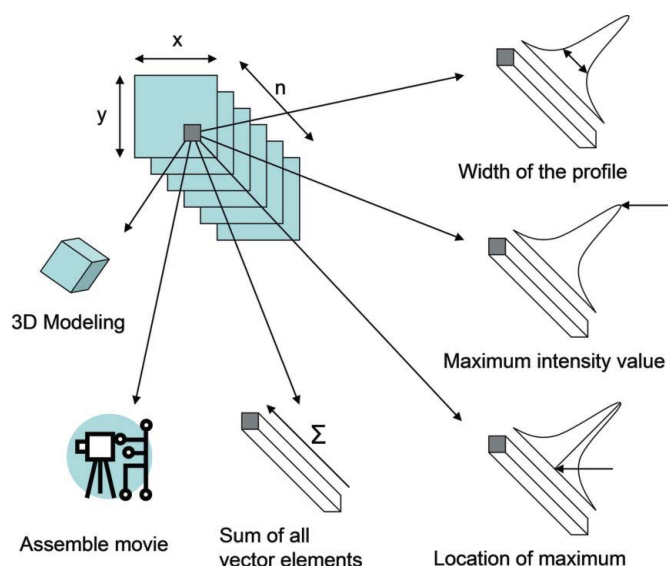 x
n
y
Width of the profile
3D Modeling
Maximum intensity value
Σ
Assemble movie
Sum of all
vector elements
Location of maximum